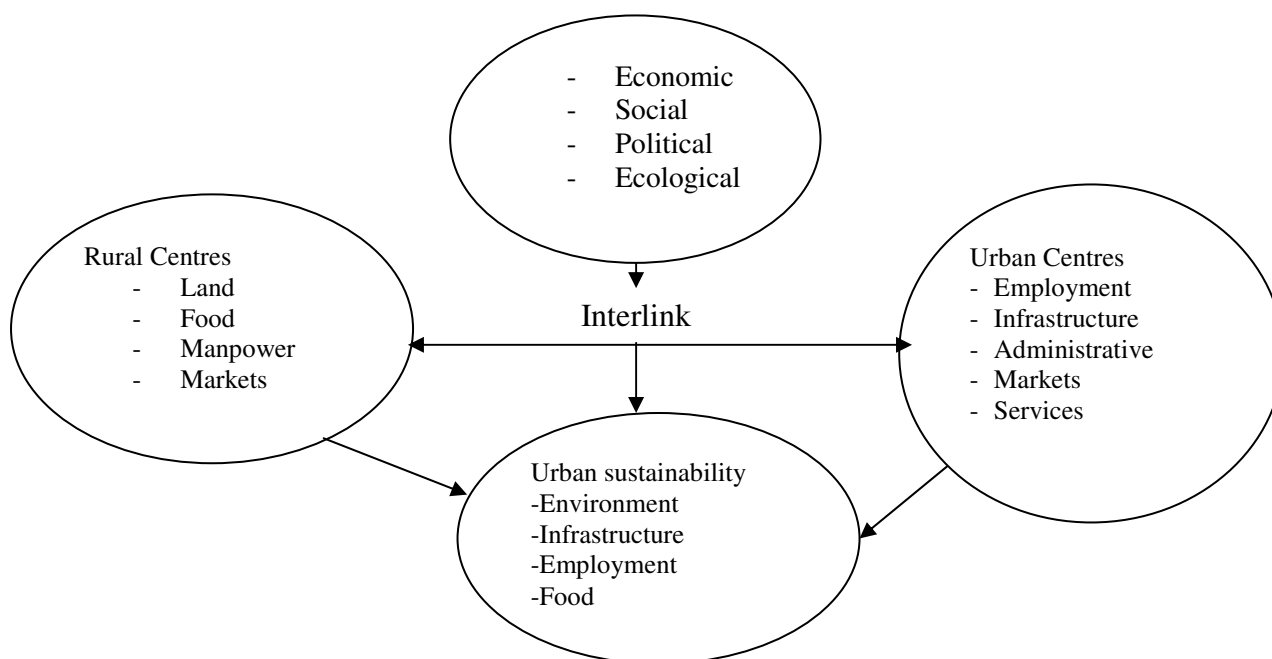 - Economic
- Social
- Political
- Ecological
Rural Centres
- Land
- Food
- Manpower
- Markets
Interlink
Urban Centres
- Employment
- Infrastructure
- Administrative
- Markets
- Services
Urban sustainability
-Environment
-Infrastructure
-Employment
-Food